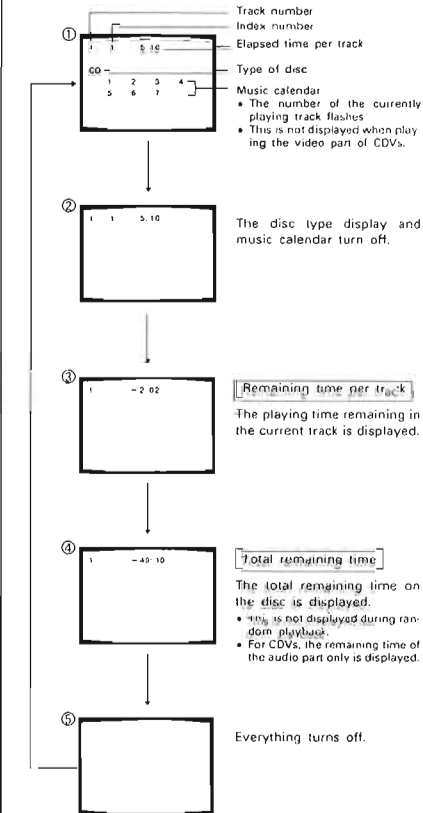 Track number
Index number
①
1 1 5:10
Elapsed time per track
CD
Type of disc
1 2 3 4
5 6 7
Music calendar
• The number of the currently
playing track flashes
• This is not displayed when play
ing the video part of CDVs.
②
1 1 5.10
The disc type display and
music calendar turn off.
③
1 -2 02
Remaining time per track
The playing time remaining in
the current track is displayed.
④
1 -40:10
Total remaining time
The total remaining time on
the disc is displayed.
• This is not displayed during ran-
dom playback.
• For CDVs, the remaining time of
the audio part only is displayed.
⑤
Everything turns off.